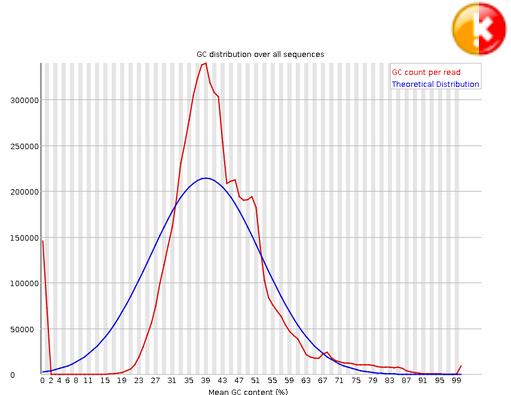 GC distribution over all sequences
GC count per read
Theoretical Distribution
300000
250000
200000
150000
100000
50000
0
0 2 4 6 8 11 15 19 23 27 31 35 39 43 47 51 55 59 63 67 71 75 79 83 87 91 95 99
Mean GC content (%)